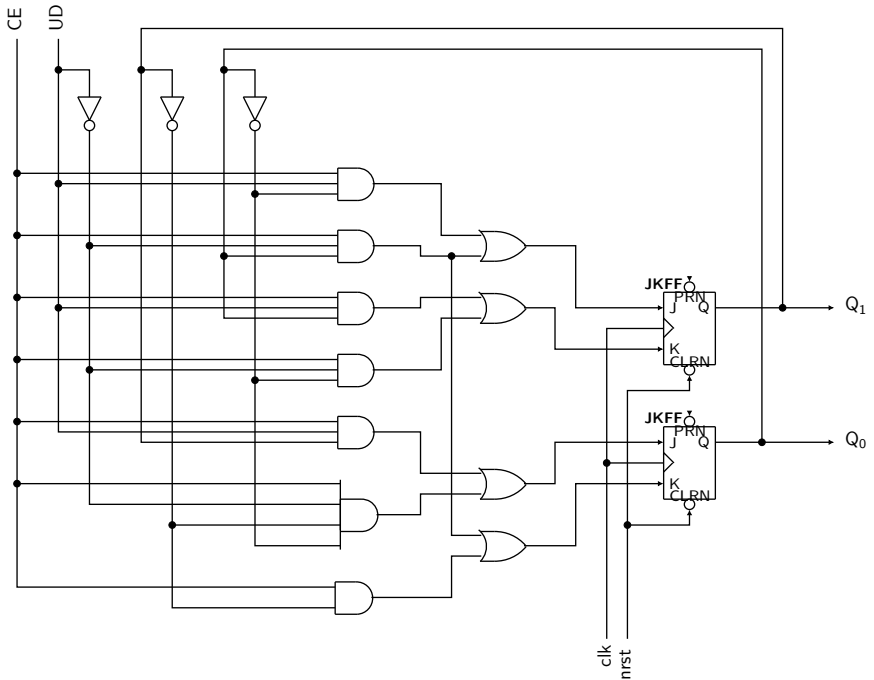 CE
UD
JKFF
PRN
J Q
K
CLRN
Q1
JKFF
PRN
J Q
K
CLRN
Q0
clk
nrst